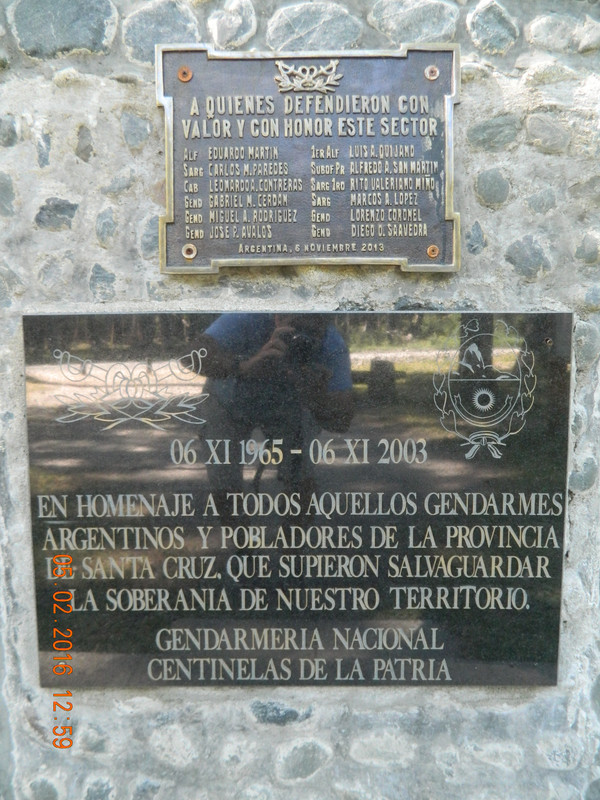 A QUIENES DEFENDIERON CON
VALOR Y CON HONOR ESTE SECTOR
ALF EDUARDO MARTIN
SARG CARLOS M. PAREDES
CAB LEONARDO A. CONTRERAS
GEND GABRIEL M. CERDAN
GEND MIGUEL A. RODRIGUEZ
GEND JOSE P. AVALOS
1ER ALF LUIS A. QUIJANO
SUBOF PR ALFREDO A. SAN MARTIN
SARG 1RO RITO VALERIANO MIÑO
SARG MARCOS A. LOPEZ
GEND LORENZO CORONEL
GEND DIEGO D. SAAVEDRA
ARGENTINA, 6 NOVIEMBRE 2013
06 XI 1965 - 06 XI 2003
EN HOMENAJE A TODOS AQUELLOS GENDARMES
ARGENTINOS Y POBLADORES DE LA PROVINCIA
DE SANTA CRUZ, QUE SUPIERON SALVAGUARDAR
LA SOBERANIA DE NUESTRO TERRITORIO.
GENDARMERIA NACIONAL
CENTINELAS DE LA PATRIA
05.02.2016 12:59